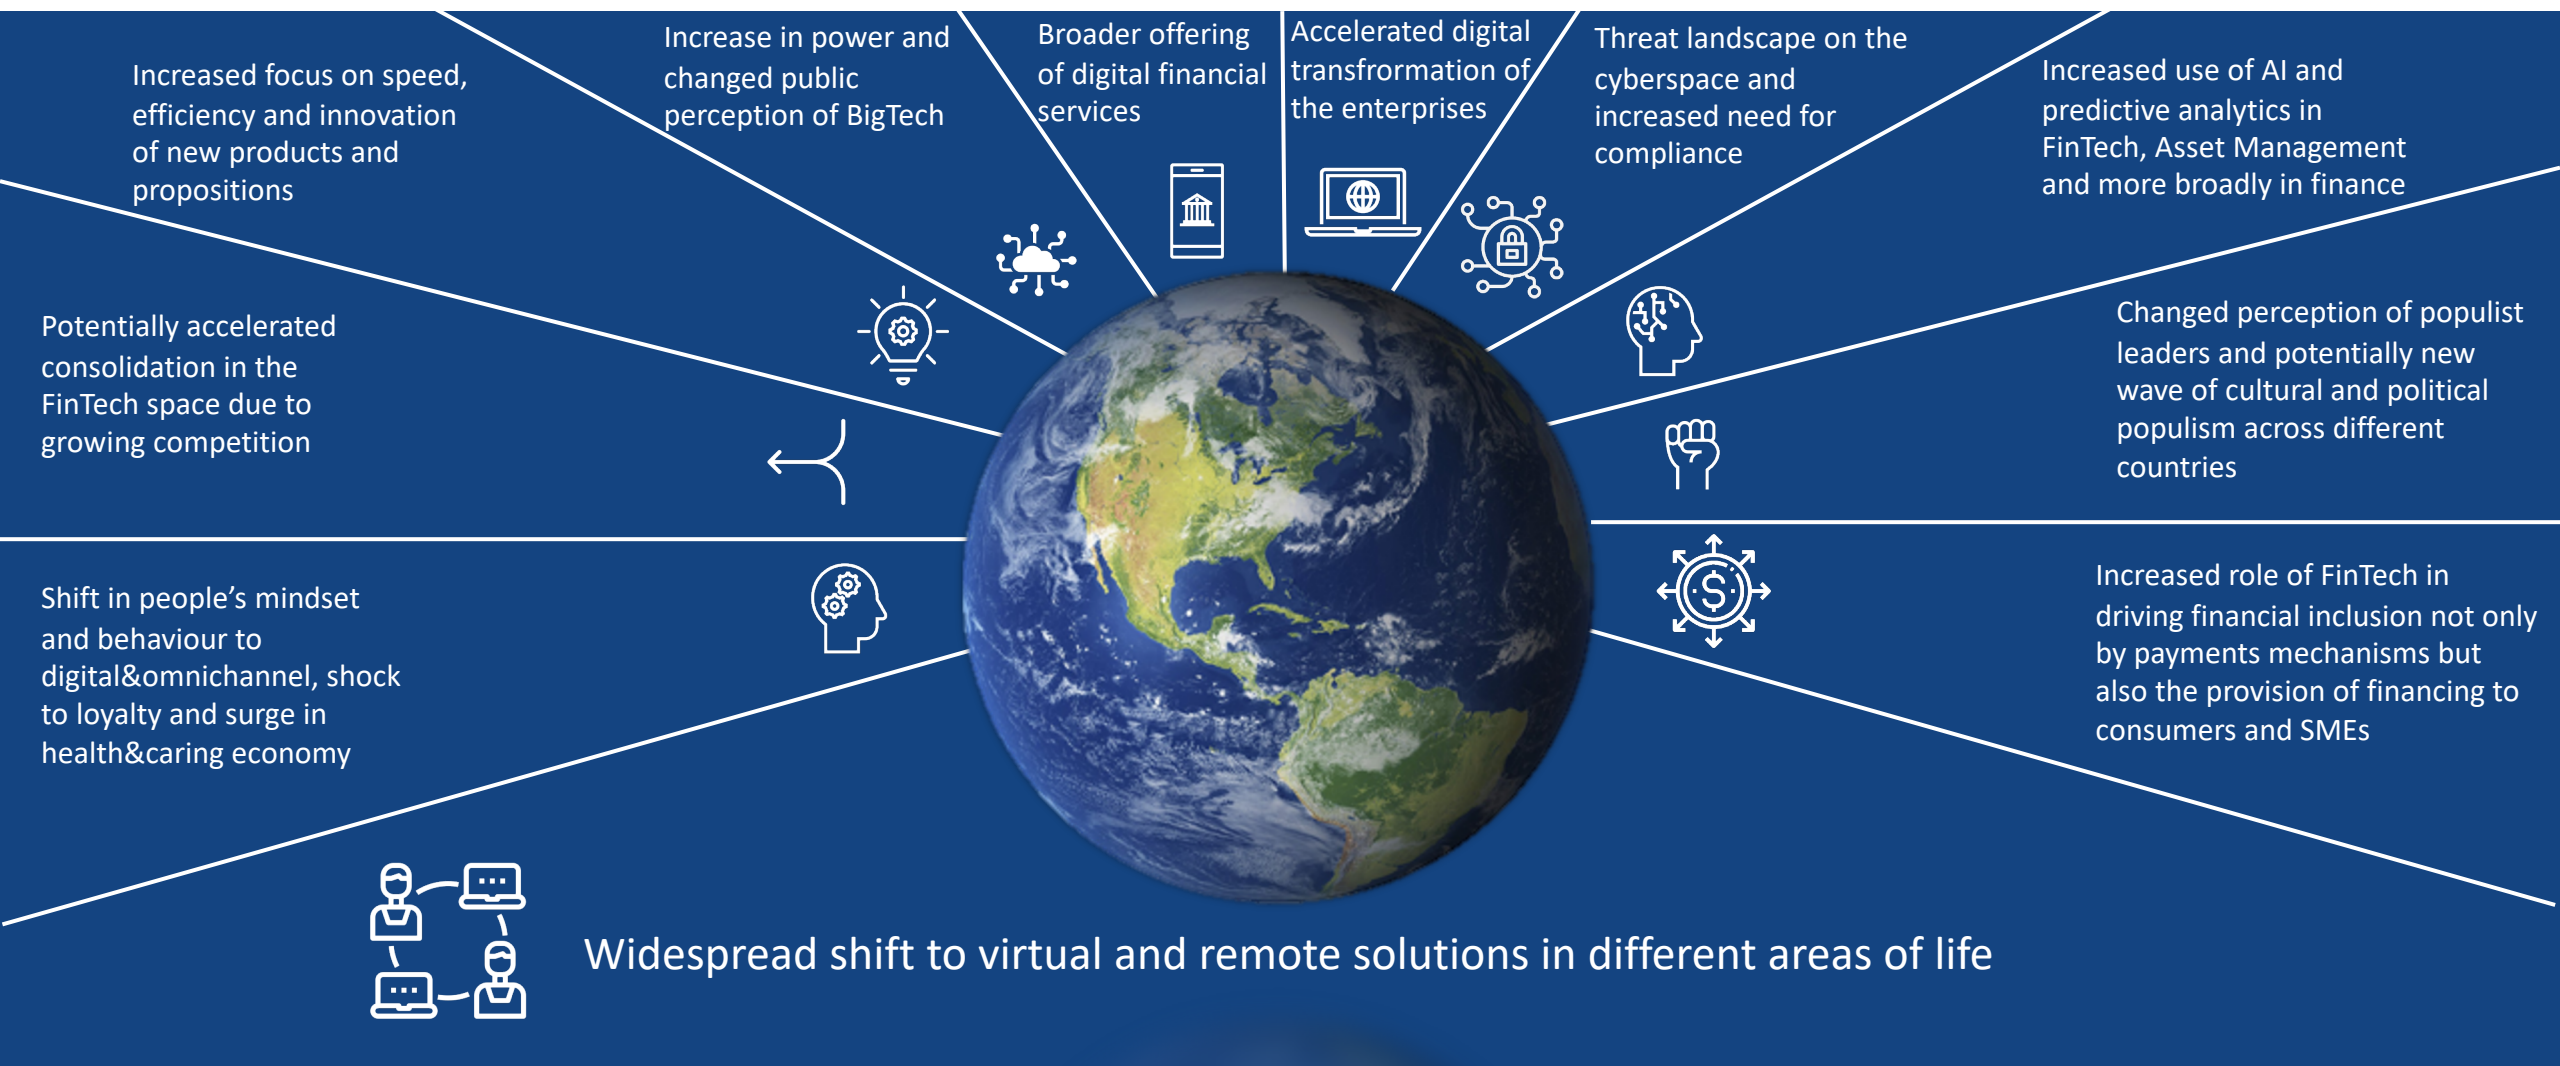 Increased focus on speed,
efficiency and innovation
of new products and
propositions
Increase in power and
changed public
perception of BigTech
Broader offering
of digital financial
services
Accelerated digital
transfrormation of
the enterprises
Threat landscape on the
cyberspace and
increased need for
compliance
Increased use of AI and
predictive analytics in
FinTech, Asset Management
and more broadly in finance
Potentially accelerated
consolidation in the
FinTech space due to
growing competition
Changed perception of populist
leaders and potentially new
wave of cultural and political
populism across different
countries
Shift in people’s mindset
and behaviour to
digital&omnichannel, shock
to loyalty and surge in
health&caring economy
Increased role of FinTech in
driving financial inclusion not only
by payments mechanisms but
also the provision of financing to
consumers and SMEs
Widespread shift to virtual and remote solutions in different areas of life